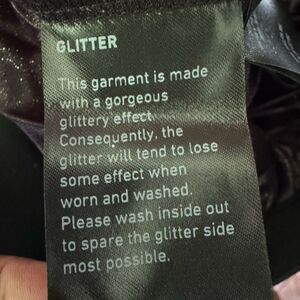 GLITTER
This garment is made
with a gorgeous
glittery effect
Consequently, the
glitter will tend to lose
some effect when
worn and washed.
Please wash inside out
to spare the glitter side
most possible.